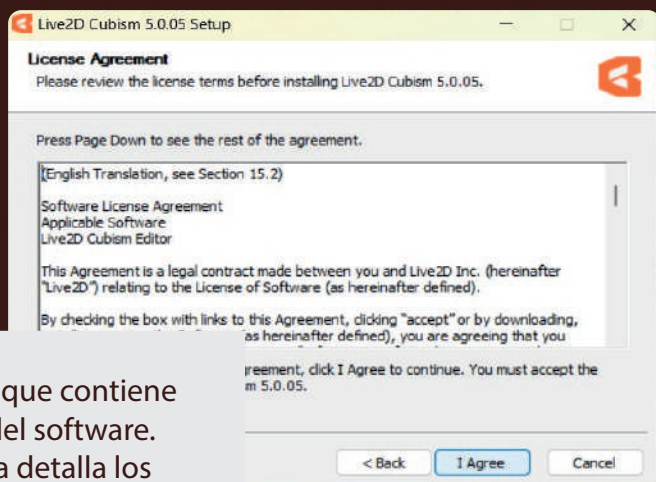 Live2D Cubism 5.0.05 Setup
License Agreement
Please review the license terms before installing Live2D Cubism 5.0.05.
Press Page Down to see the rest of the agreement.
(English Translation, see Section 15.2)
Software License Agreement
Applicable Software
Live2D Cubism Editor
This Agreement is a legal contract made between you and Live2D Inc. (hereinafter
"Live2D") relating to the License of Software (as hereinafter defined).
By checking the box with links to this Agreement, clicking "accept" or by downloading,
as hereinafter defined), you are agreeing that you
greement, click I Agree to continue. You must accept the
m 5.0.05.
que contiene
del software.
a detalla los
< Back
I Agree
Cancel